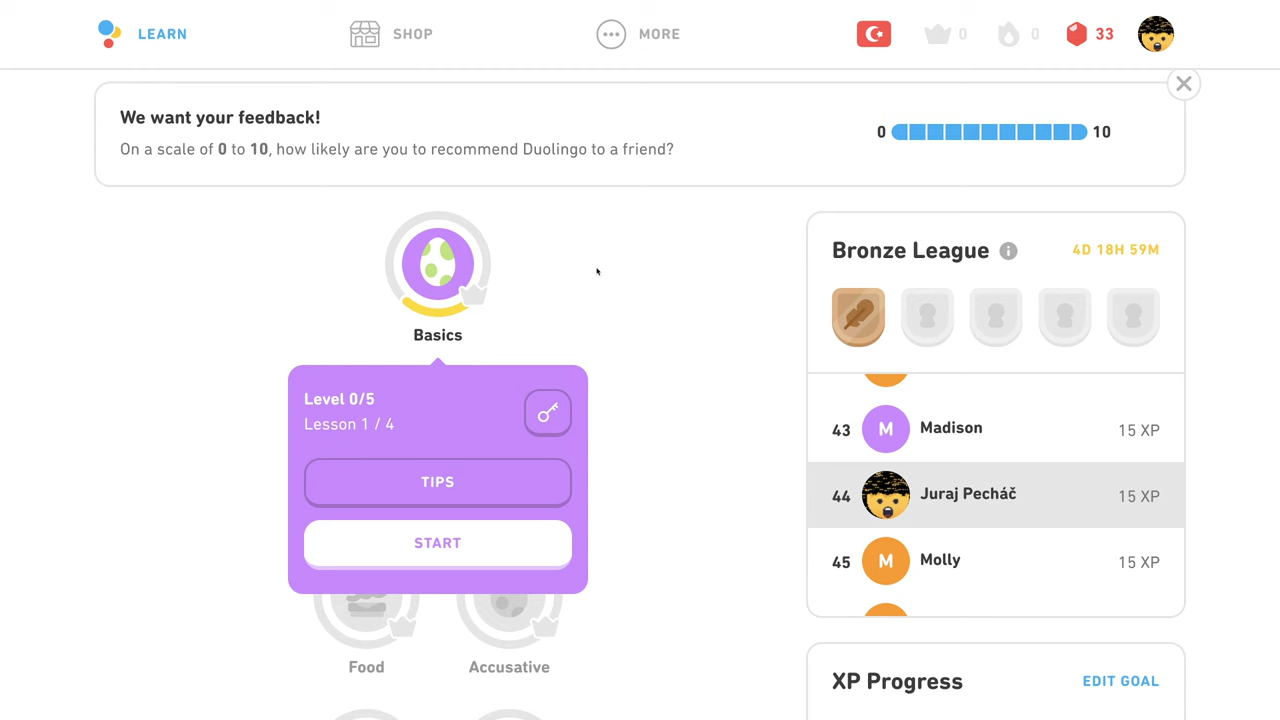 LEARN
SHOP
MORE
0
0
33
We want your feedback!
On a scale of 0 to 10, how likely are you to recommend Duolingo to a friend?
0
10
Basics
Level 0/5
Lesson 1 / 4
TIPS
START
Food
Accusative
Bronze League
4D 18H 59M
43
M
Madison
15 XP
44
Juraj Pecháč
15 XP
45
M
Molly
15 XP
XP Progress
EDIT GOAL